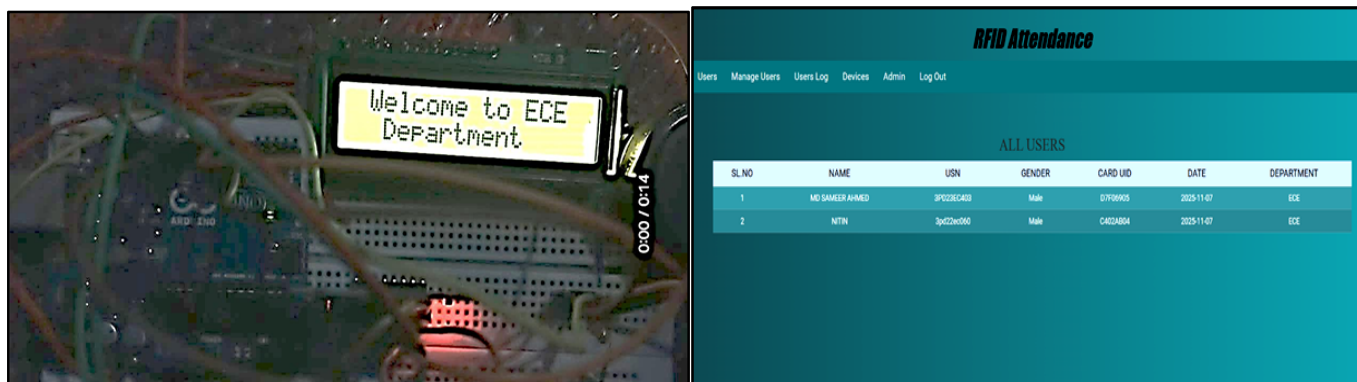 Welcome to ECE
Department
0:00 / 0:14
ARDUINO
RFID Attendance
Users Manage Users Users Log Devices Admin Log Out
ALL USERS
SL.NO NAME USN GENDER CARD UID DATE DEPARTMENT
1 MD SAMEER AHMED 3PD23EC403 Male D7F06905 2025-11-07 ECE
2 NITIN 3pd22ec060 Male C402AB04 2025-11-07 ECE